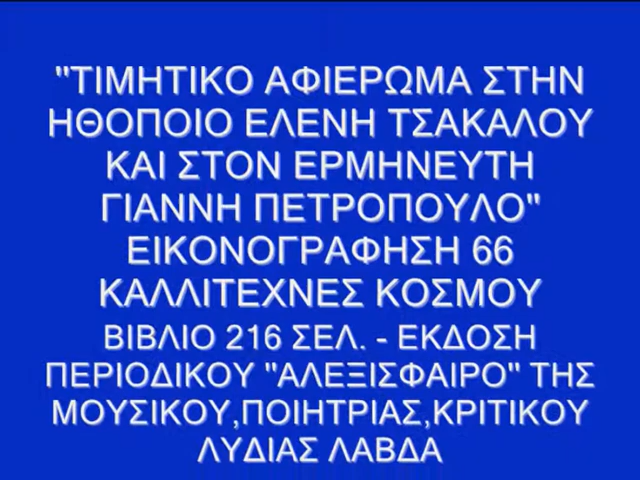 "ΤΙΜΗΤΙΚΟ ΑΦΙΕΡΩΜΑ ΣΤΗΝ
ΗΘΟΠΟΙΟ ΕΛΕΝΗ ΤΣΑΚΑΛΟΥ
ΚΑΙ ΣΤΟΝ ΕΡΜΗΝΕΥΤΗ
ΓΙΑΝΝΗ ΠΕΤΡΟΠΟΥΛΟ"
ΕΙΚΟΝΟΓΡΑΦΗΣΗ 66
ΚΑΛΛΙΤΕΧΝΕΣ ΚΟΣΜΟΥ
ΒΙΒΛΙΟ 216 ΣΕΛ. - ΕΚΔΟΣΗ
ΠΕΡΙΟΔΙΚΟΥ "ΑΛΕΞΙΣΦΑΙΡΟ" ΤΗΣ
ΜΟΥΣΙΚΟΥ,ΠΟΙΗΤΡΙΑΣ,ΚΡΙΤΙΚΟΥ
ΛΥΔΙΑΣ ΛΑΒΔΑ